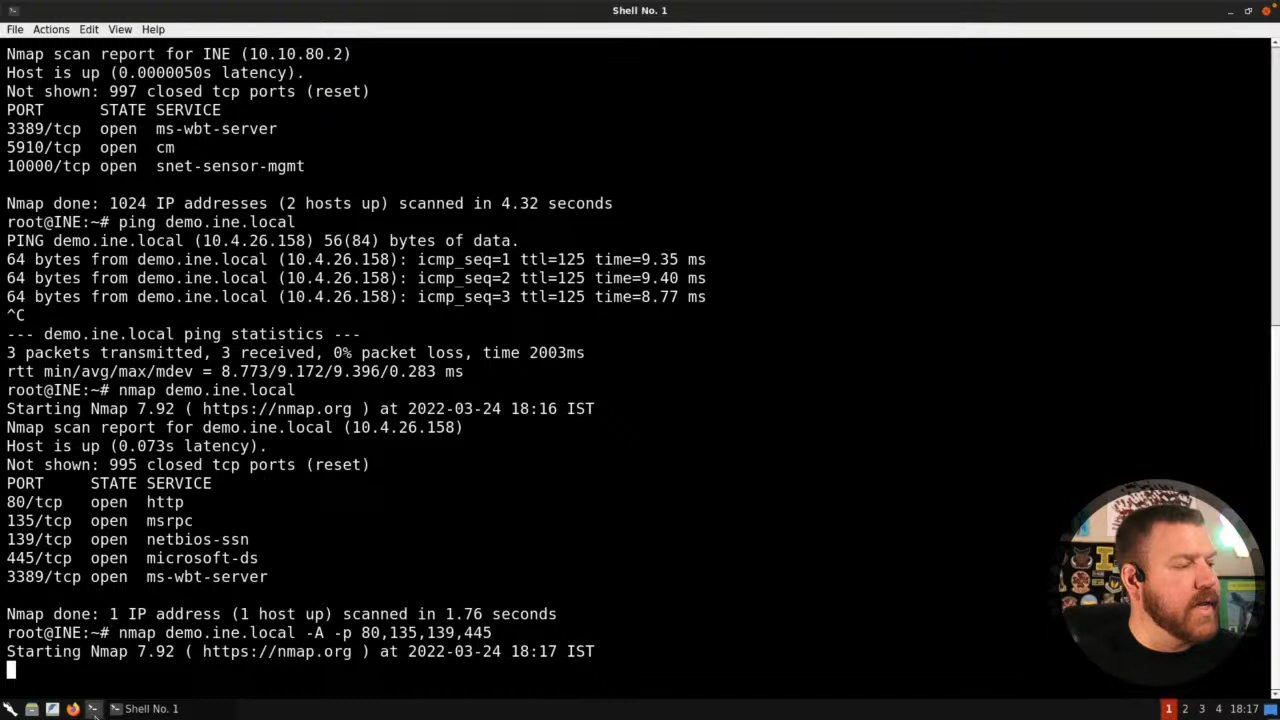 Shell No. 1
File Actions Edit View Help
Nmap scan report for INE (10.10.80.2)
Host is up (0.0000050s latency).
Not shown: 997 closed tcp ports (reset)
PORT      STATE SERVICE
3389/tcp  open  ms-wbt-server
5910/tcp  open  cm
10000/tcp open  snet-sensor-mgmt
Nmap done: 1024 IP addresses (2 hosts up) scanned in 4.32 seconds
root@INE:~# ping demo.ine.local
PING demo.ine.local (10.4.26.158) 56(84) bytes of data.
64 bytes from demo.ine.local (10.4.26.158): icmp_seq=1 ttl=125 time=9.35 ms
64 bytes from demo.ine.local (10.4.26.158): icmp_seq=2 ttl=125 time=9.40 ms
64 bytes from demo.ine.local (10.4.26.158): icmp_seq=3 ttl=125 time=8.77 ms
^C
--- demo.ine.local ping statistics ---
3 packets transmitted, 3 received, 0% packet loss, time 2003ms
rtt min/avg/max/mdev = 8.773/9.172/9.396/0.283 ms
root@INE:~# nmap demo.ine.local
Starting Nmap 7.92 ( https://nmap.org ) at 2022-03-24 18:16 IST
Nmap scan report for demo.ine.local (10.4.26.158)
Host is up (0.073s latency).
Not shown: 995 closed tcp ports (reset)
PORT     STATE SERVICE
80/tcp   open  http
135/tcp  open  msrpc
139/tcp  open  netbios-ssn
445/tcp  open  microsoft-ds
3389/tcp open  ms-wbt-server
Nmap done: 1 IP address (1 host up) scanned in 1.76 seconds
root@INE:~# nmap demo.ine.local -A -p 80,135,139,445
Starting Nmap 7.92 ( https://nmap.org ) at 2022-03-24 18:17 IST
Shell No. 1
1 2 3 4 18:17